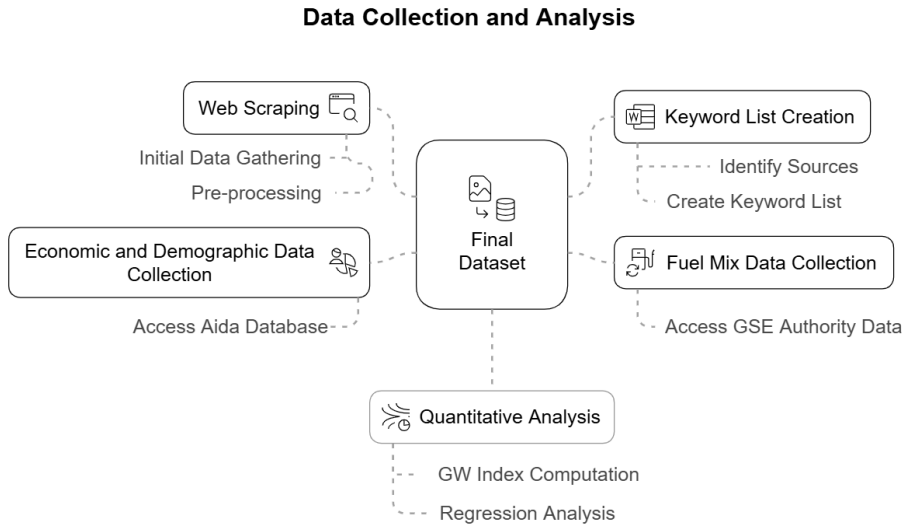 Data Collection and Analysis
Web Scraping
Initial Data Gathering
Pre-processing
Economic and Demographic Data
Collection
Access Aida Database
Final
Dataset
W
Keyword List Creation
Identify Sources
Create Keyword List
Fuel Mix Data Collection
Access GSE Authority Data
Quantitative Analysis
GW Index Computation
Regression Analysis